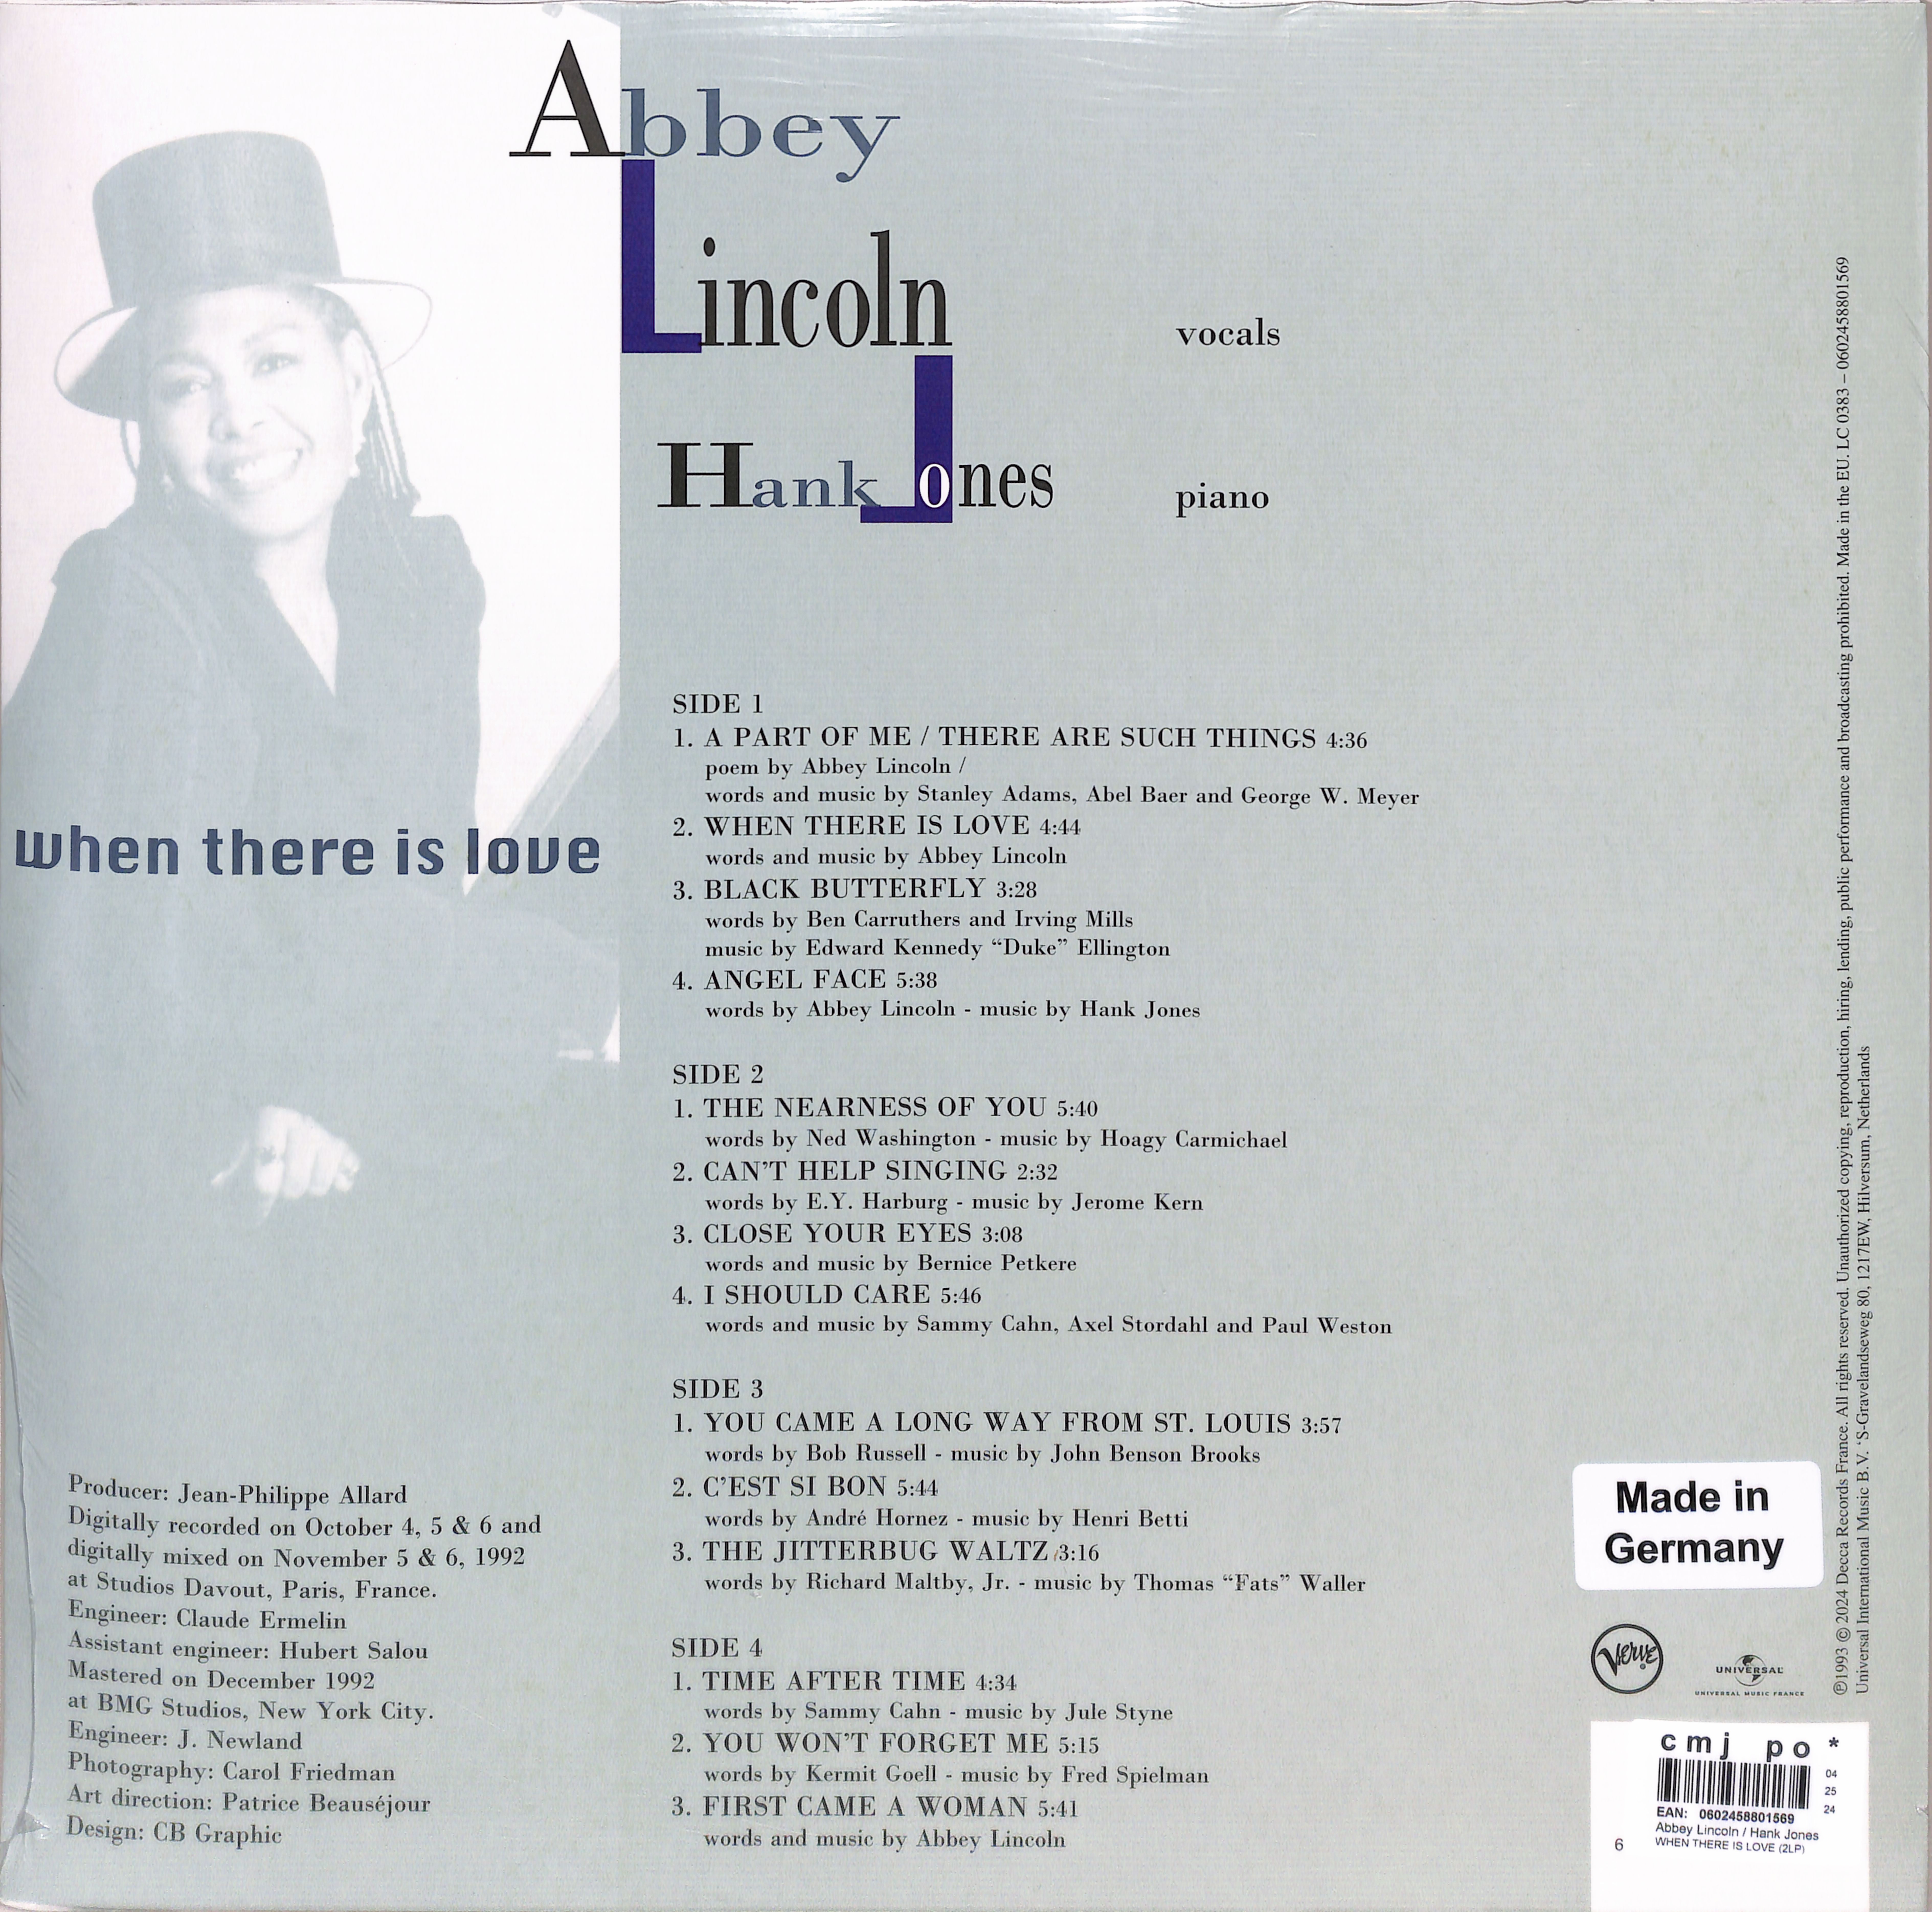 Abbey
Lincoln
vocals
Hank Jones
piano
when there is love
SIDE 1
1. A PART OF ME / THERE ARE SUCH THINGS 4:36
poem by Abbey Lincoln /
words and music by Stanley Adams, Abel Baer and George W. Meyer
2. WHEN THERE IS LOVE 4:44
words and music by Abbey Lincoln
3. BLACK BUTTERFLY 3:28
words by Ben Carruthers and Irving Mills
music by Edward Kennedy “Duke” Ellington
4. ANGEL FACE 5:38
words by Abbey Lincoln - music by Hank Jones
SIDE 2
1. THE NEARNESS OF YOU 5:40
words by Ned Washington - music by Hoagy Carmichael
2. CAN'T HELP SINGING 2:32
words by E.Y. Harburg - music by Jerome Kern
3. CLOSE YOUR EYES 3:08
words and music by Bernice Petkere
4. I SHOULD CARE 5:46
words and music by Sammy Cahn, Axel Stordahl and Paul Weston
SIDE 3
1. YOU CAME A LONG WAY FROM ST. LOUIS 3:57
words by Bob Russell - music by John Benson Brooks
2. C'EST SI BON 5:44
words by André Hornez - music by Henri Betti
3. THE JITTERBUG WALTZ 3:16
words by Richard Maltby, Jr. - music by Thomas “Fats” Waller
SIDE 4
1. TIME AFTER TIME 4:34
words by Sammy Cahn - music by Jule Styne
2. YOU WON'T FORGET ME 5:15
words by Kermit Goell - music by Fred Spielman
3. FIRST CAME A WOMAN 5:41
words and music by Abbey Lincoln
Producer: Jean-Philippe Allard
Digitally recorded on October 4, 5 & 6 and
digitally mixed on November 5 & 6, 1992
at Studios Davout, Paris, France.
Engineer: Claude Ermelin
Assistant engineer: Hubert Salou
Mastered on December 1992
at BMG Studios, New York City.
Engineer: J. Newland
Photography: Carol Friedman
Art direction: Patrice Beauséjour
Design: CB Graphic
℗1993 © 2024 Decca Records France. All rights reserved. Unauthorized copying, reproduction, hiring, lending, public performance and broadcasting prohibited. Made in the EU. LC 0383 – 0602458801569
Universal International Music B.V. 'S-Gravelandseweg 80, 1217EW, Hilversum, Netherlands
Made in
Germany
Verve
UNIVERSAL
UNIVERSAL MUSIC FRANCE
cmj po *
04
25
24
EAN: 0602458801569
Abbey Lincoln / Hank Jones
WHEN THERE IS LOVE (2LP)
6